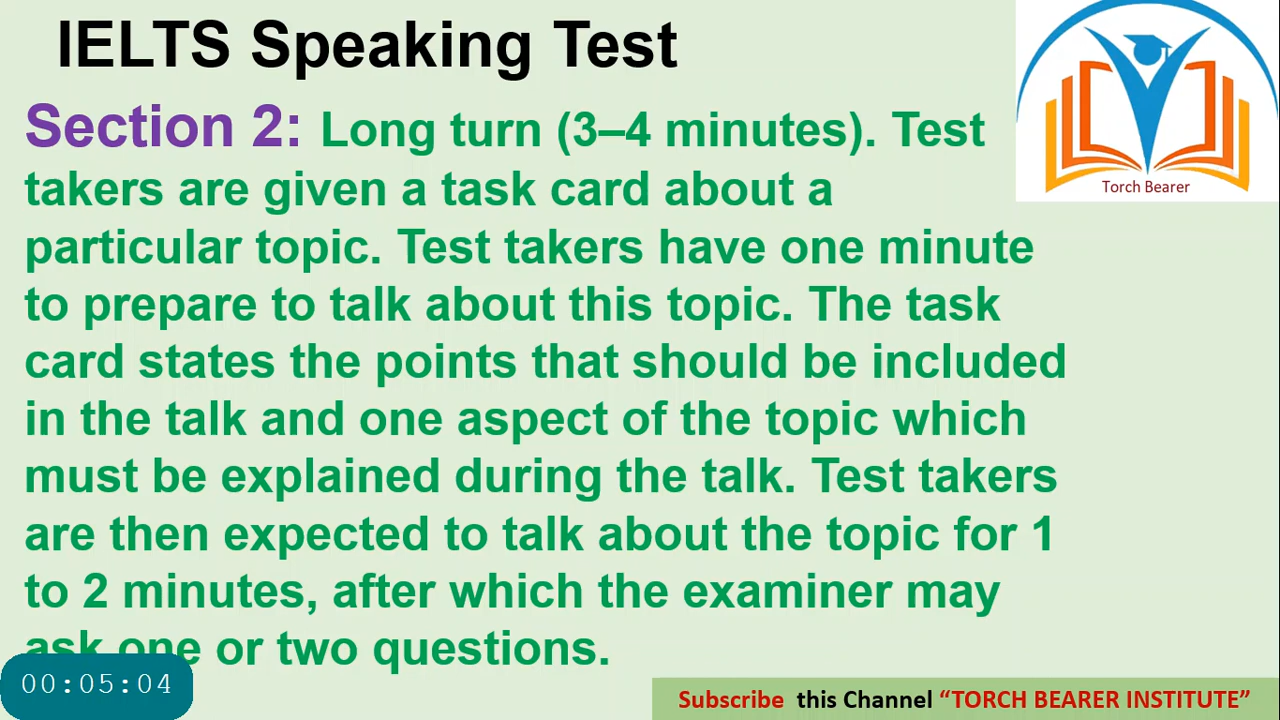 IELTS Speaking Test
Section 2: Long turn (3–4 minutes). Test
takers are given a task card about a
particular topic. Test takers have one minute
to prepare to talk about this topic. The task
card states the points that should be included
in the talk and one aspect of the topic which
must be explained during the talk. Test takers
are then expected to talk about the topic for 1
to 2 minutes, after which the examiner may
ask one or two questions.
Torch Bearer
00:05:04
Subscribe this Channel “TORCH BEARER INSTITUTE”